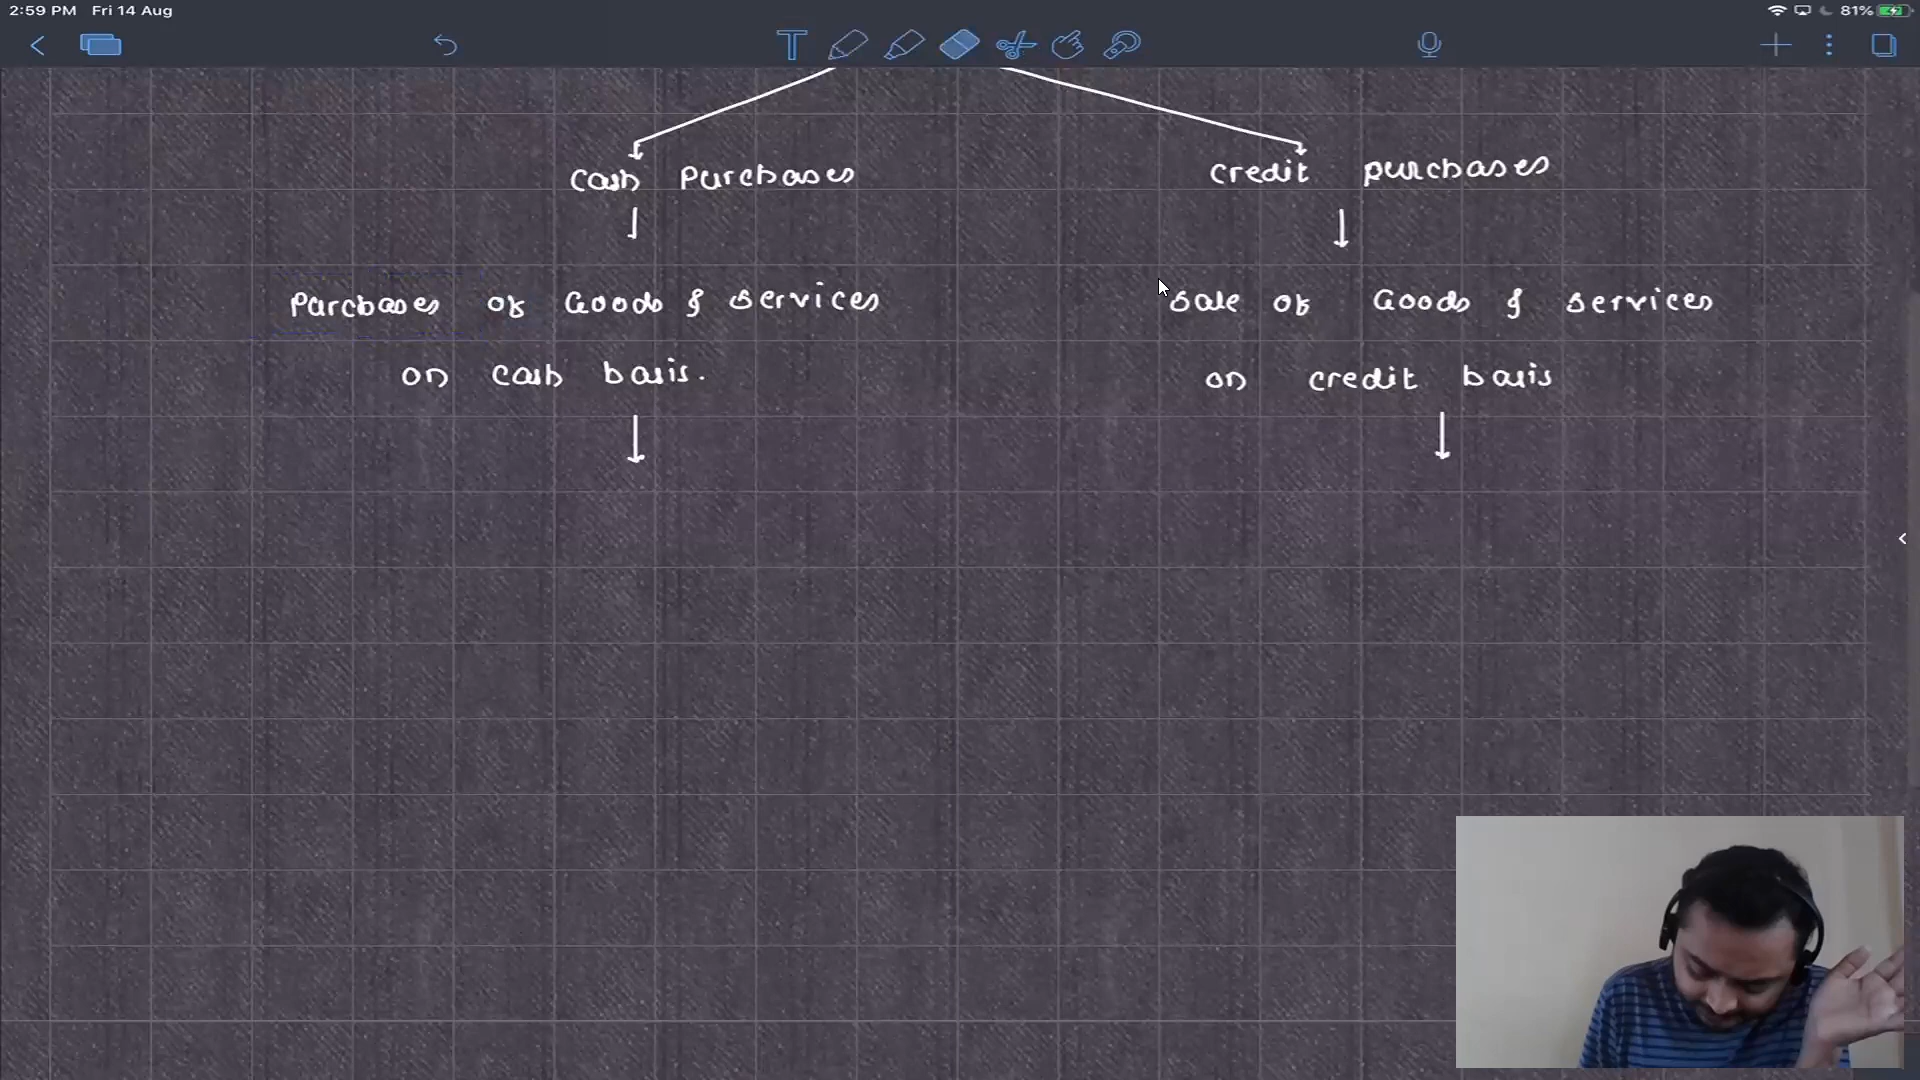 2:59 PM Fri 14 Aug
81%
T
Cash Purchases
Credit purchases
Purchases of Goods & Services
Sale of Goods & Services
on cash basis.
on credit basis